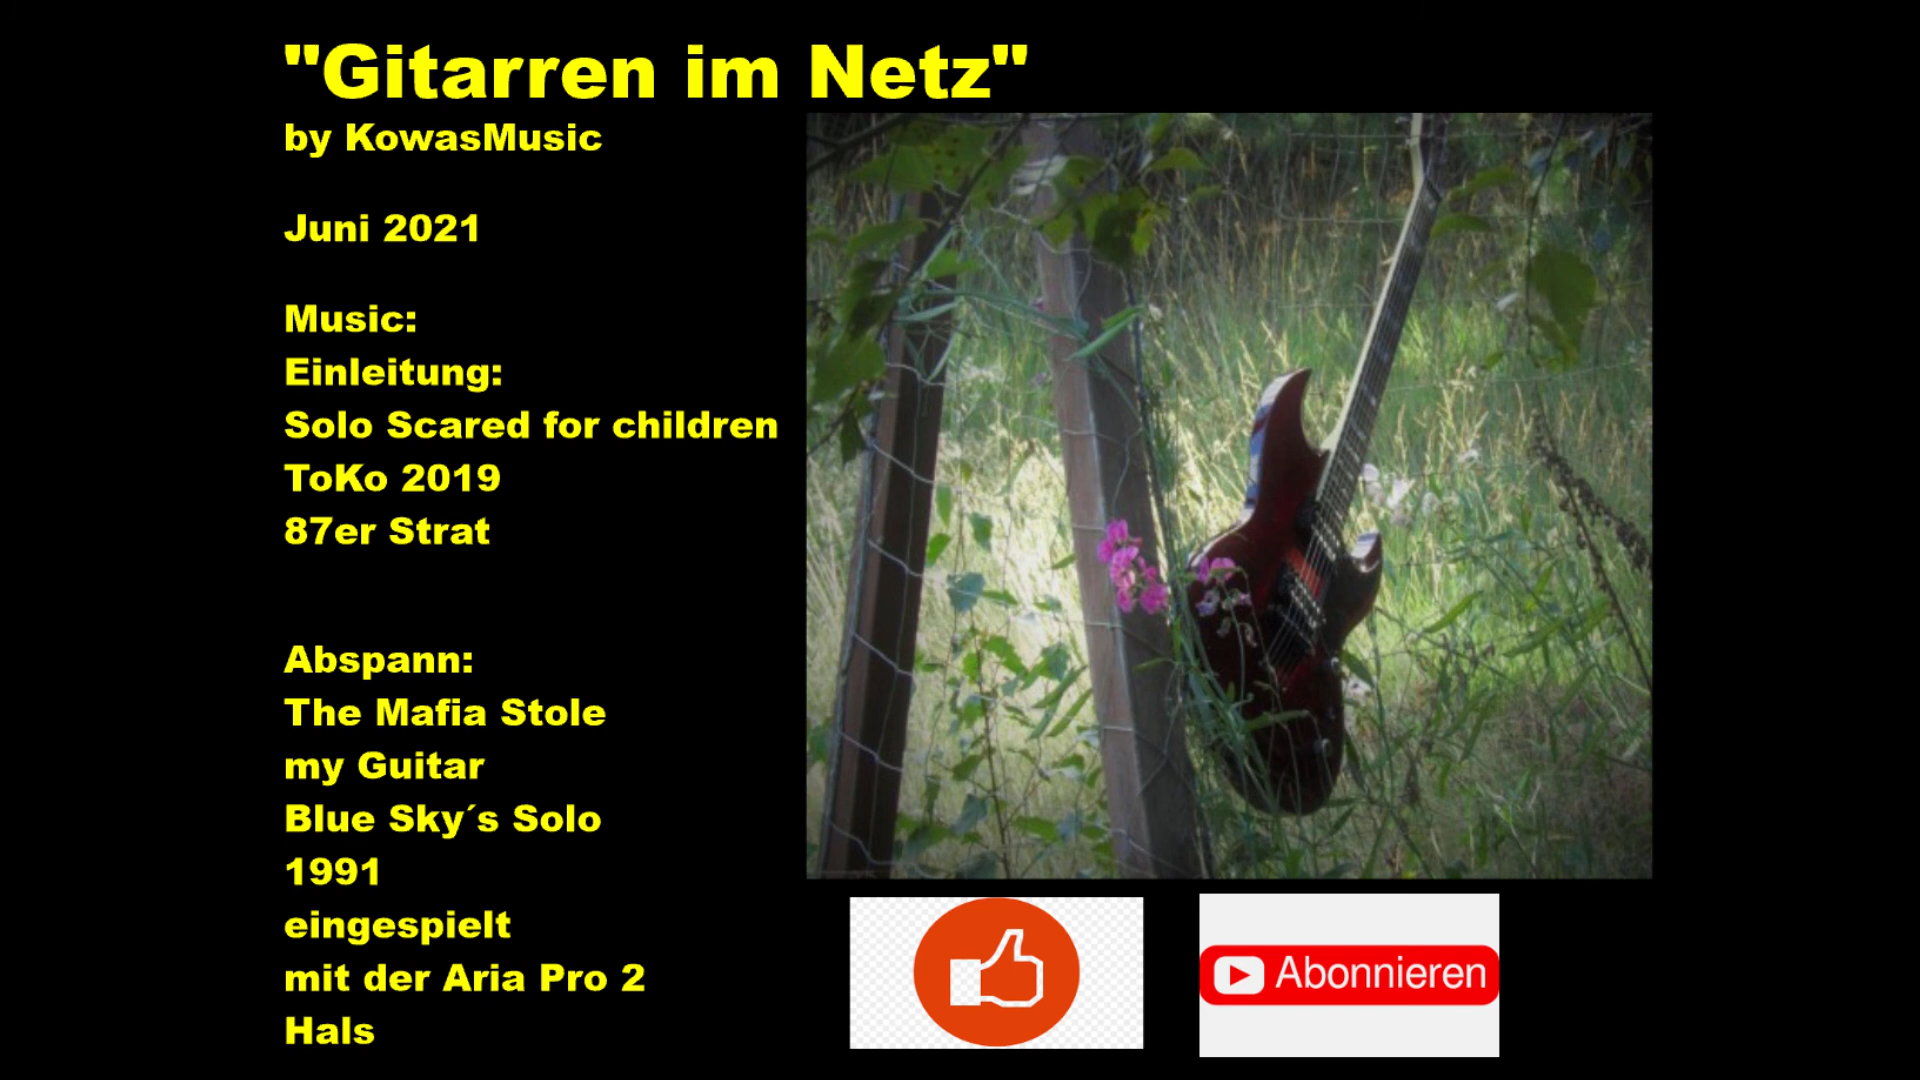 "Gitarren im Netz"
by KowasMusic
Juni 2021
Music:
Einleitung:
Solo Scared for children
ToKo 2019
87er Strat
Abspann:
The Mafia Stole
my Guitar
Blue Sky´s Solo
1991
eingespielt
mit der Aria Pro 2
Hals
Abonnieren